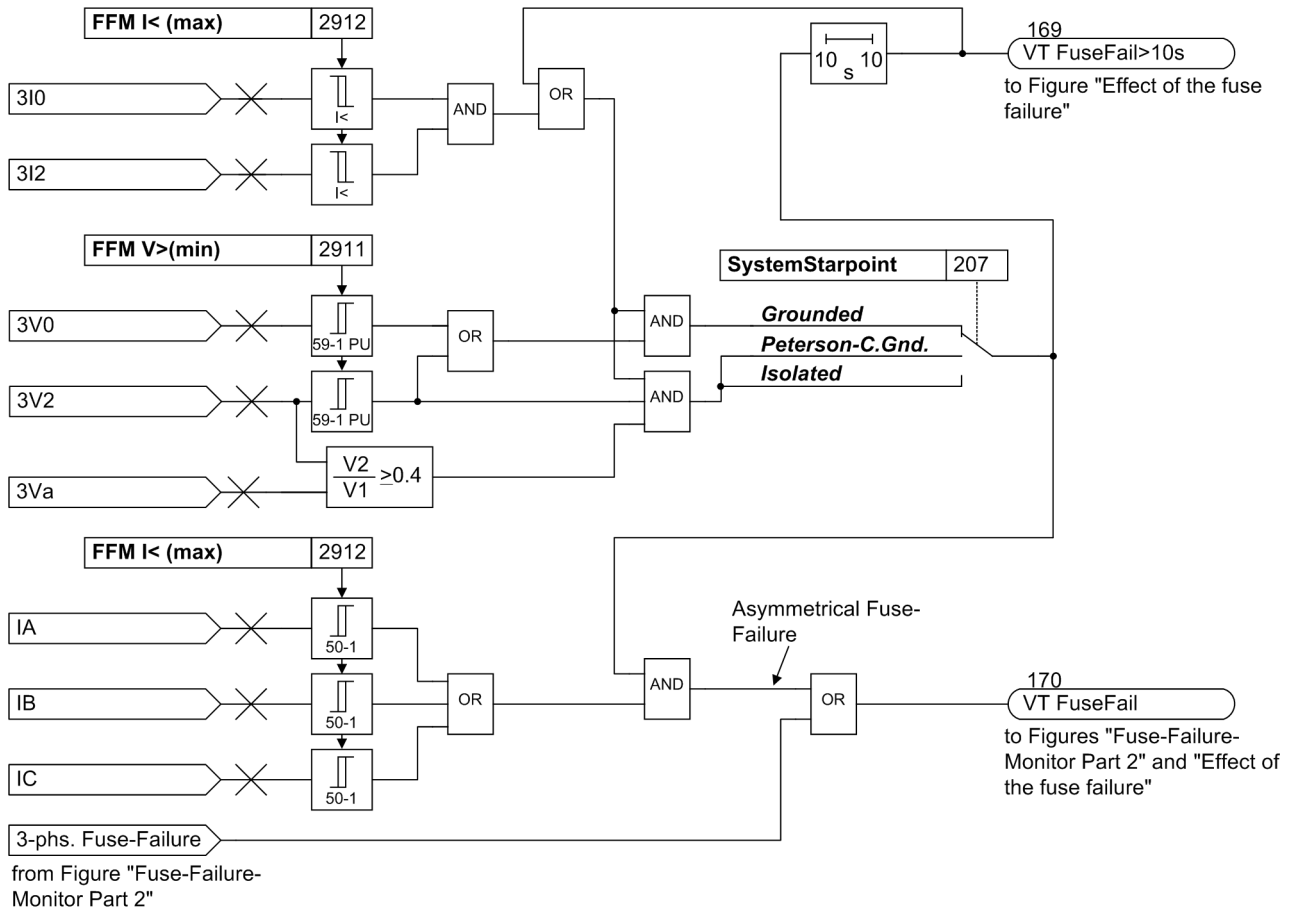 FFM I< (max) 2912
3I0
I<
3I2
I<
AND
OR
10 10
s
169
VT FuseFail>10s
to Figure "Effect of the fuse
failure"
FFM V>(min) 2911
3V0
59-1 PU
3V2
59-1 PU
OR
AND
AND
SystemStarpoint 207
Grounded
Peterson-C.Gnd.
Isolated
3Va
V2
V1
≥0.4
FFM I< (max) 2912
IA
50-1
IB
50-1
IC
50-1
OR
AND
Asymmetrical Fuse-
Failure
OR
170
VT FuseFail
to Figures "Fuse-Failure-
Monitor Part 2" and "Effect of
the fuse failure"
3-phs. Fuse-Failure
from Figure "Fuse-Failure-
Monitor Part 2"